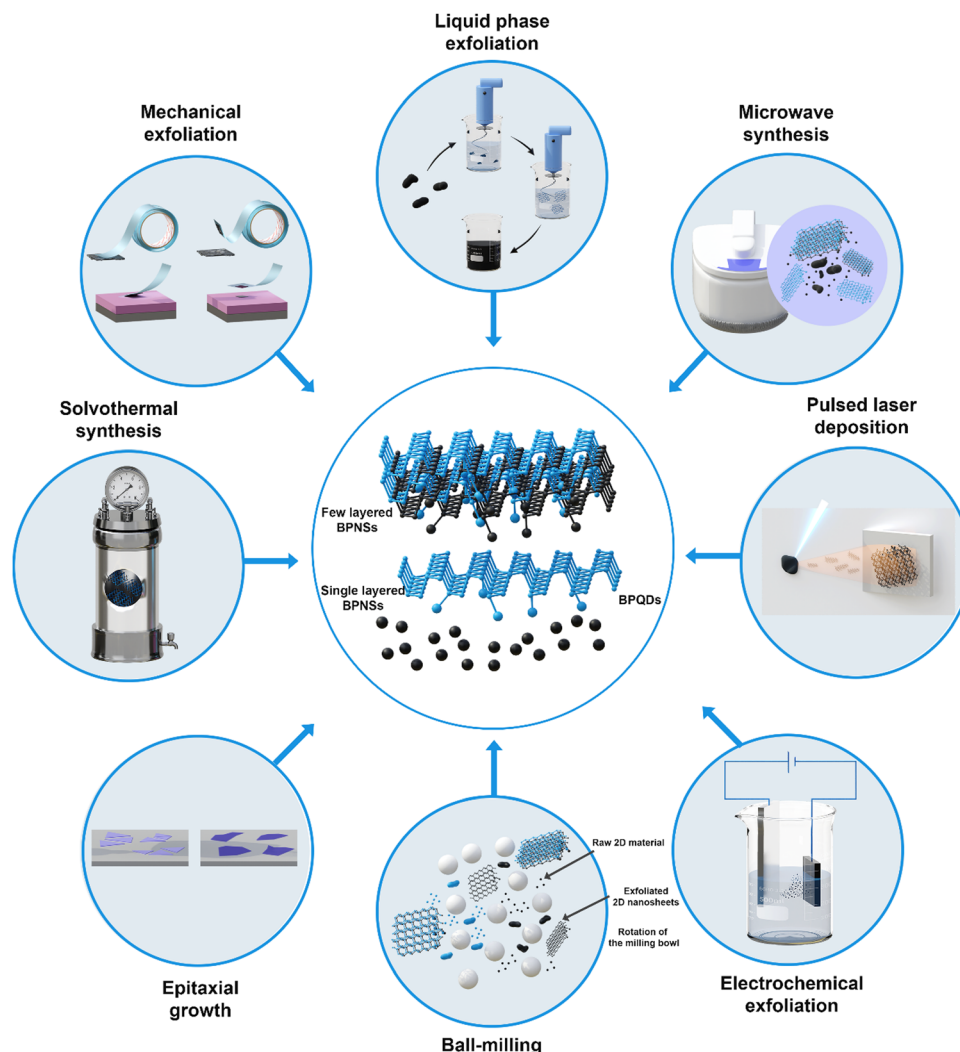 Liquid phase
exfoliation
Mechanical
exfoliation
Microwave
synthesis
Solvothermal
synthesis
Pulsed laser
deposition
Few layered
BPNSs
Single layered
BPNSs
BPQDs
Raw 2D material
Exfoliated
2D nanosheets
Rotation of
the milling bowl
Epitaxial
growth
Electrochemical
exfoliation
Ball-milling